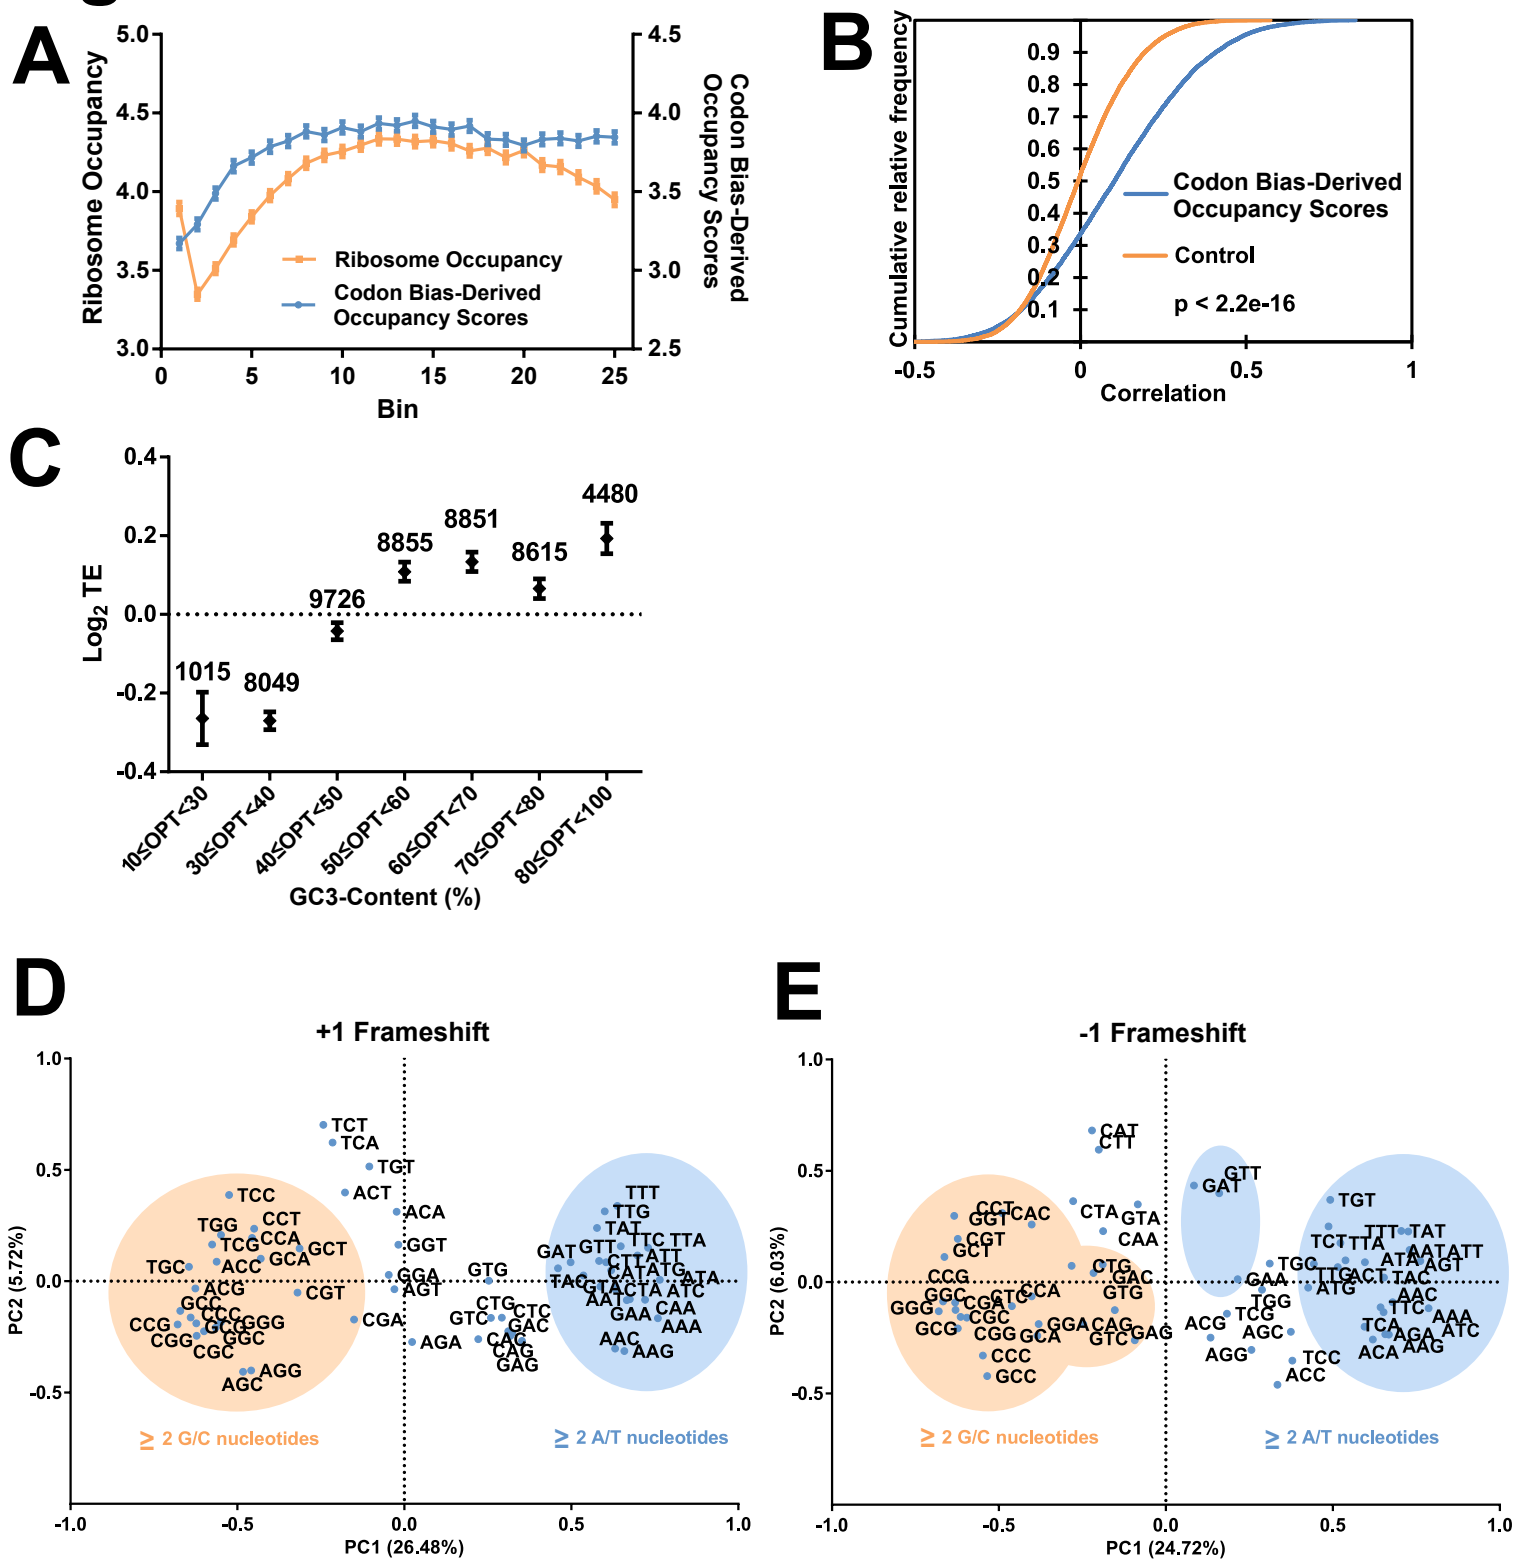 A
5.0
4.5
4.0
3.5
3.0
Ribosome Occupancy
4.5
4.0
3.5
3.0
2.5
Codon Bias-Derived
Occupancy Scores
Ribosome Occupancy
Codon Bias-Derived
Occupancy Scores
0 5 10 15 20 25
Bin
B
Cumulative relative frequency
0.9
0.8
0.7
0.6
0.5
0.4
0.3
0.2
0.1
Codon Bias-Derived
Occupancy Scores
Control
p < 2.2e-16
-0.5 0 0.5 1
Correlation
C
Log2 TE
0.4
0.2
0.0
-0.2
-0.4
1015
8049
9726
8855
8851
8615
4480
10≤OPT<30
30≤OPT<40
40≤OPT<50
50≤OPT<60
60≤OPT<70
70≤OPT<80
80≤OPT<100
GC3-Content (%)
D
+1 Frameshift
PC2 (5.72%)
1.0
0.5
0.0
-0.5
TCT
TCA
TGT
ACT
ACA
GGT
GGA
AGT
CGA
AGA
TCC
TGG
CCT
CCA
TCG
GCT
GCA
TGC
ACC
ACG
CGT
GCC
CCC
CCG
GCG
GGG
CGG
GGC
CGC
AGG
AGC
GTG
CTG
GTC
CTC
GAC
CAC
CAG
GAG
TTT
TTG
TAT
TTC
TTA
GAT
GTT
CTT
ATT
CAT
ATG
TAC
ATA
GTA
CTA
ATC
AAT
CAA
GAA
AAA
AAC
AAG
≥ 2 G/C nucleotides
≥ 2 A/T nucleotides
-1.0 -0.5 0.0 0.5 1.0
PC1 (26.48%)
E
-1 Frameshift
PC2 (6.03%)
1.0
0.5
0.0
-0.5
CAT
CTT
CTA
GTA
CAA
CCT
GGT
CAC
CGT
GCT
CTG
GAC
CCG
GTG
GGC
CGA
CTC
CCA
GGG
CGC
GCG
GGA
CAG
CGG
GCA
GTC
GAG
CCC
GCC
GTT
GAT
TGC
GAA
TGG
ACG
TCG
AGC
AGG
TCC
ACC
TGT
TCT
TTT
TAT
TTA
AAT
ATT
ATA
AGT
TTG
ACT
TAC
ATG
AAC
TTC
AAA
TCA
AGA
ATC
ACA
AAG
≥ 2 G/C nucleotides
≥ 2 A/T nucleotides
-1.0 -0.5 0.0 0.5 1.0
PC1 (24.72%)